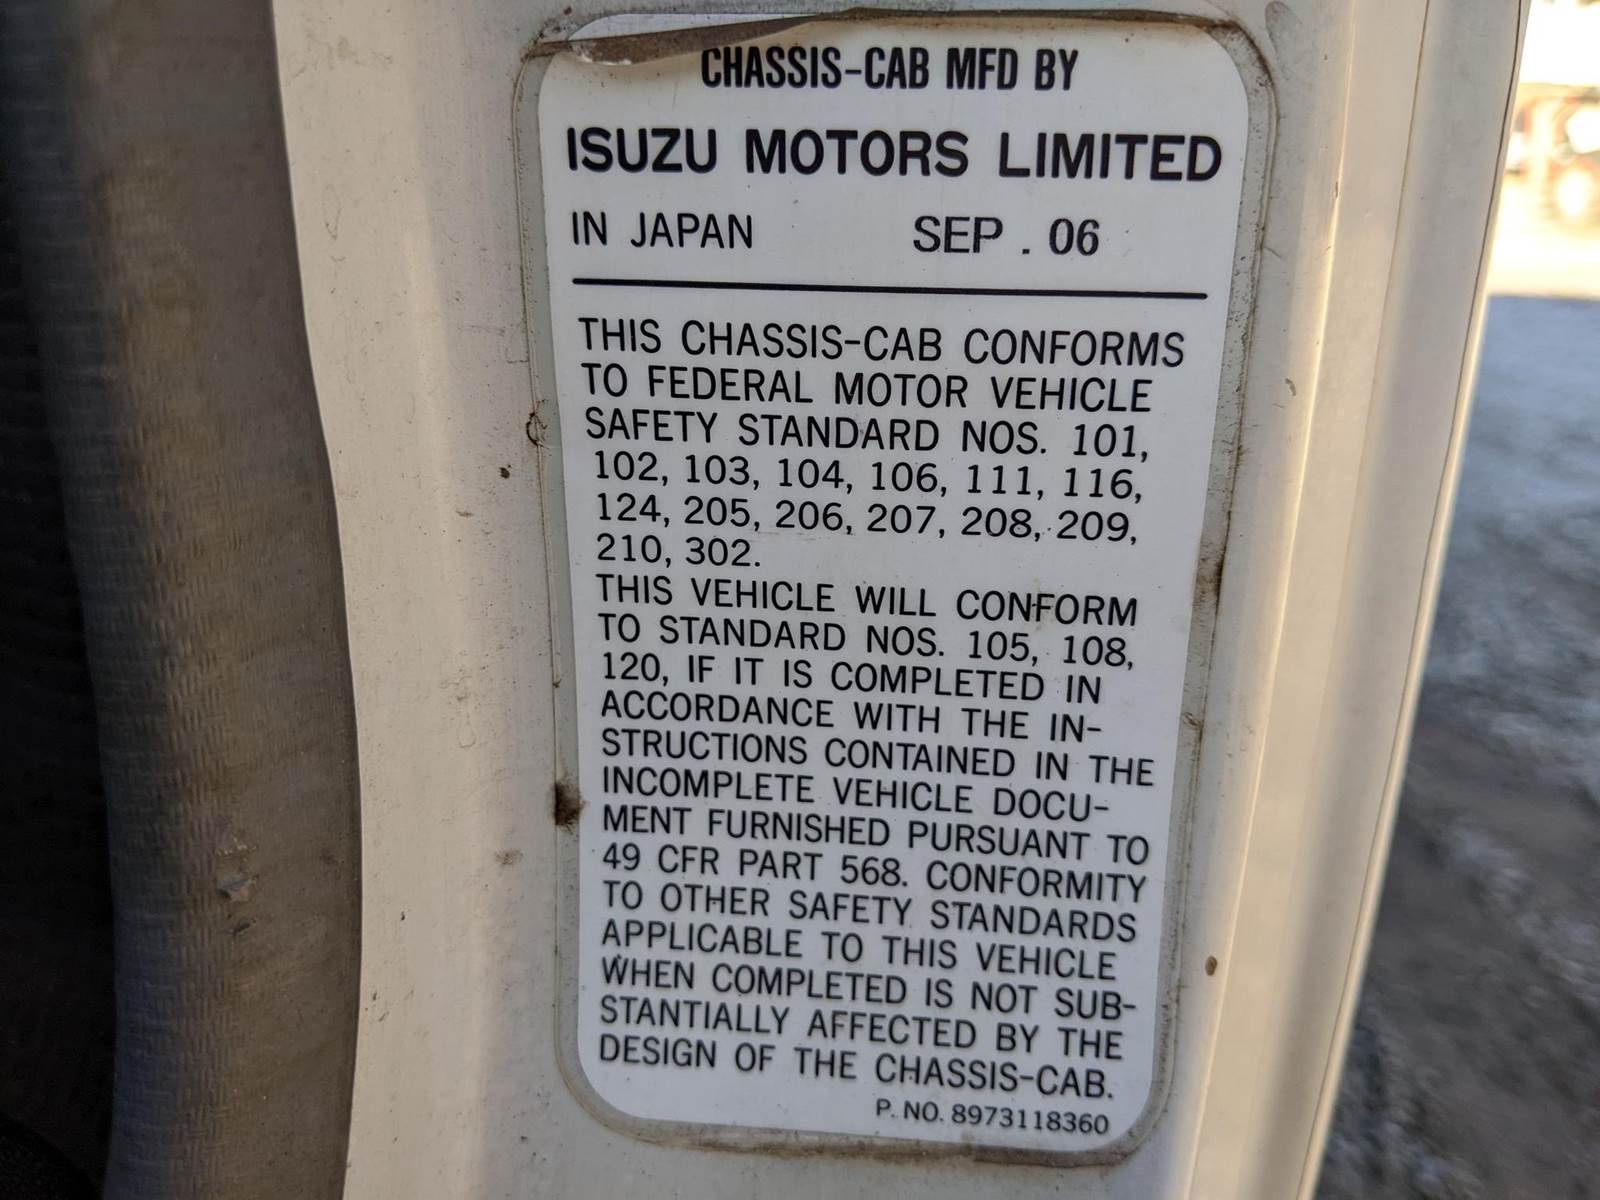 CHASSIS-CAB MFD BY
ISUZU MOTORS LIMITED
IN JAPAN SEP . 06
THIS CHASSIS-CAB CONFORMS
TO FEDERAL MOTOR VEHICLE
SAFETY STANDARD NOS. 101,
102, 103, 104, 106, 111, 116,
124, 205, 206, 207, 208, 209,
210, 302.
THIS VEHICLE WILL CONFORM
TO STANDARD NOS. 105, 108,
120, IF IT IS COMPLETED IN
ACCORDANCE WITH THE IN-
STRUCTIONS CONTAINED IN THE
INCOMPLETE VEHICLE DOCU-
MENT FURNISHED PURSUANT TO
49 CFR PART 568. CONFORMITY
TO OTHER SAFETY STANDARDS
APPLICABLE TO THIS VEHICLE
WHEN COMPLETED IS NOT SUB-
STANTIALLY AFFECTED BY THE
DESIGN OF THE CHASSIS-CAB.
P. NO. 8973118360